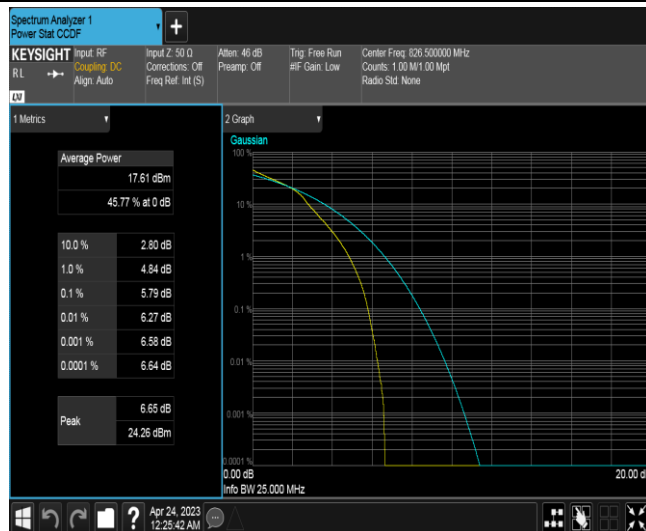 Spectrum Analyzer 1
Power Stat CCDF
+
KEYSIGHT
RL
LXI
Input: RF
Coupling: DC
Align: Auto
Input Z: 50 Ω
Corrections: Off
Freq Ref: Int (S)
Atten: 46 dB
Preamp: Off
Trig: Free Run
#IF Gain: Low
Center Freq: 826.500000 MHz
Counts: 1.00 M/1.00 Mpt
Radio Std: None
1 Metrics
Average Power
17.61 dBm
45.77 % at 0 dB
10.0 % 2.80 dB
1.0 % 4.84 dB
0.1 % 5.79 dB
0.01 % 6.27 dB
0.001 % 6.58 dB
0.0001 % 6.64 dB
Peak
6.65 dB
24.26 dBm
2 Graph
Gaussian
100 %
10 %
1 %
0.1 %
0.01 %
0.001 %
0.0001 %
0.00 dB 20.00 d
Info BW 25.000 MHz
?
Apr 24, 2023
12:25:42 AM